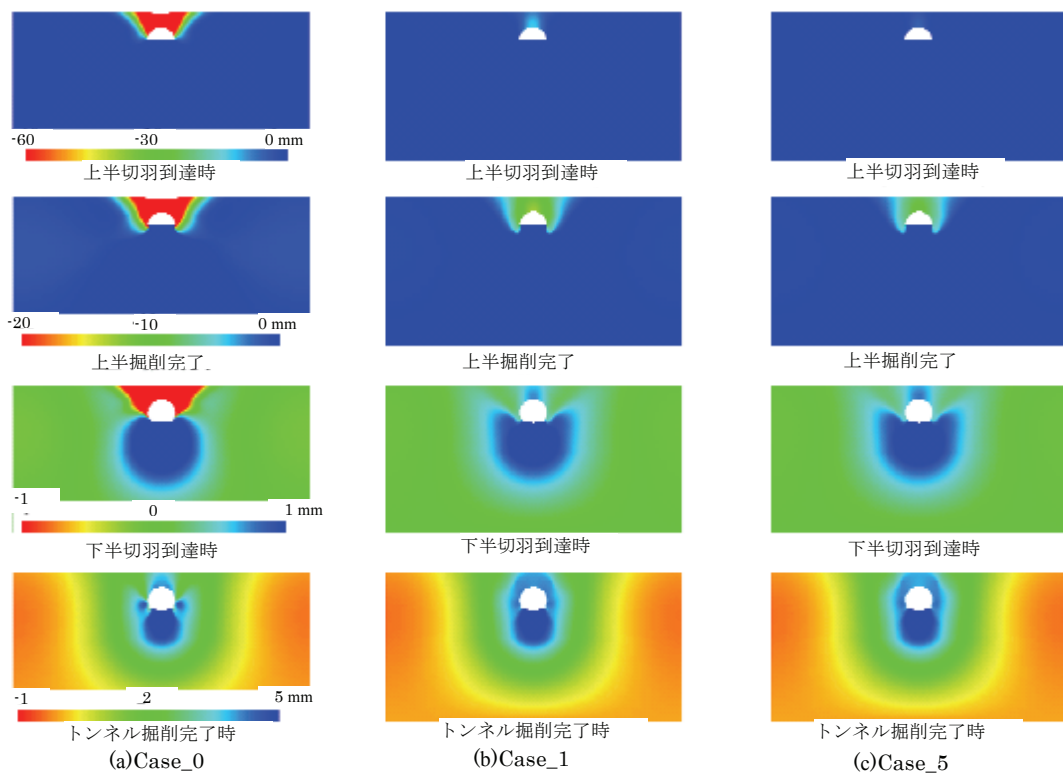 -60 -30 0 mm
上半切羽到達時 上半切羽到達時 上半切羽到達時
-20 -10 0 mm
上半掘削完了 上半掘削完了 上半掘削完了
-1 0 1 mm
下半切羽到達時 下半切羽到達時 下半切羽到達時
-1 2 5 mm
トンネル掘削完了時 トンネル掘削完了時 トンネル掘削完了時
(a)Case_0 (b)Case_1 (c)Case_5